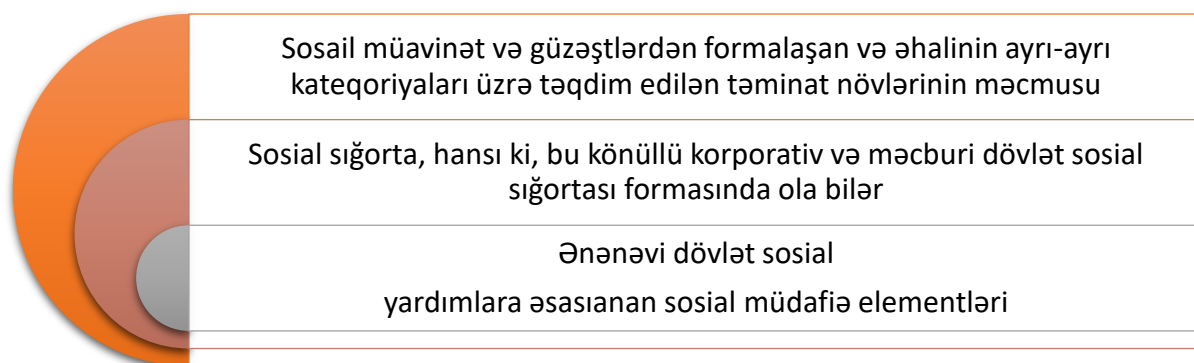 Sosail müavinət və güzəştlərdən formalaşan və əhalinin ayrı-ayrı
kateqoriyaları üzrə təqdim edilən təminat növlərinin məcmusu
Sosial sığorta, hansı ki, bu könüllü korporativ və məcburi dövlət sosial
sığortası formasında ola bilər
Ənənəvi dövlət sosial
yardımlara əsasıanan sosial müdafiə elementləri